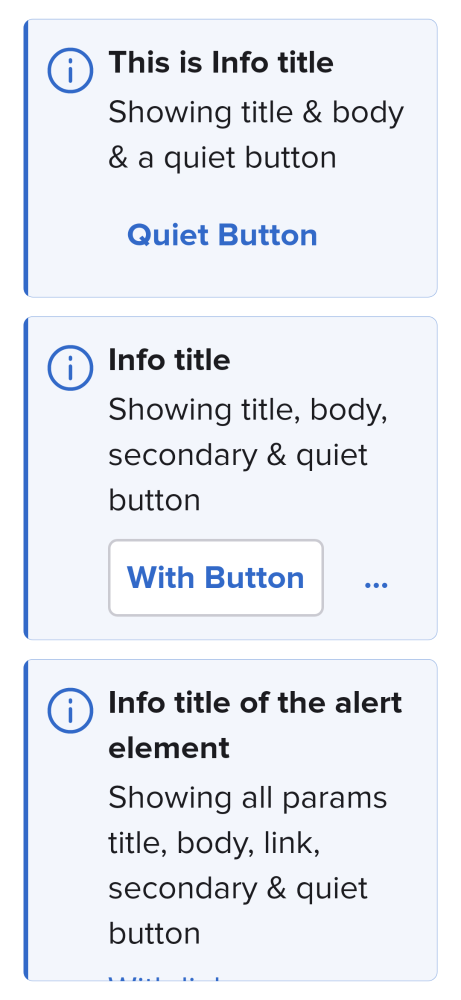 This is Info title
Showing title & body
& a quiet button
Quiet Button
Info title
Showing title, body,
secondary & quiet
button
With Button
...
Info title of the alert
element
Showing all params
title, body, link,
secondary & quiet
button